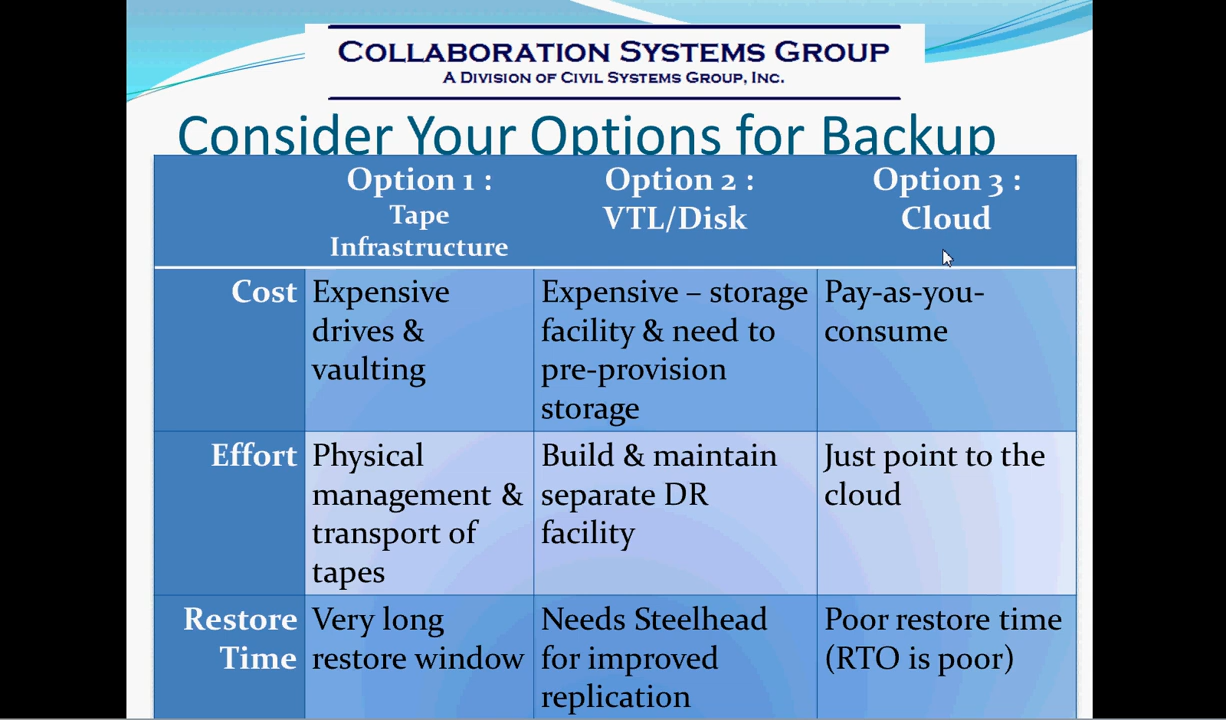 COLLABORATION SYSTEMS GROUP
A DIVISION OF CIVIL SYSTEMS GROUP, INC.
Consider Your Options for Backup
Option 1 :
Tape
Infrastructure
Option 2 :
VTL/Disk
Option 3 :
Cloud
Cost
Expensive
drives &
vaulting
Expensive – storage
facility & need to
pre-provision
storage
Pay-as-you-
consume
Effort
Physical
management &
transport of
tapes
Build & maintain
separate DR
facility
Just point to the
cloud
Restore
Time
Very long
restore window
Needs Steelhead
for improved
replication
Poor restore time
(RTO is poor)